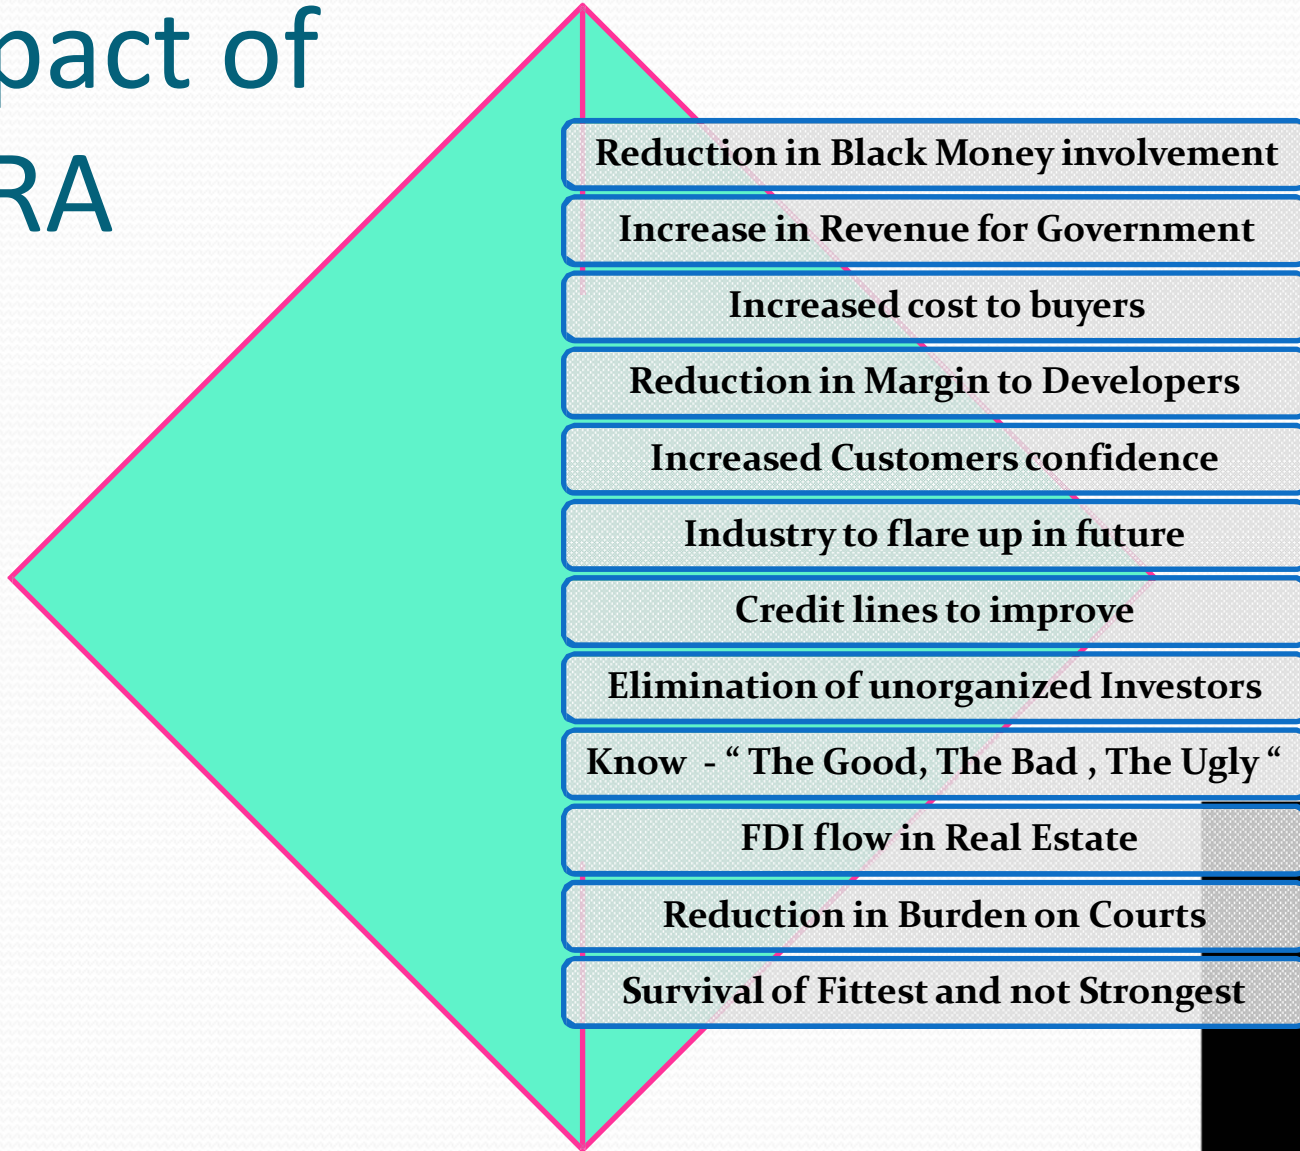 pact of
RA
Reduction in Black Money involvement
Increase in Revenue for Government
Increased cost to buyers
Reduction in Margin to Developers
Increased Customers confidence
Industry to flare up in future
Credit lines to improve
Elimination of unorganized Investors
Know - “ The Good, The Bad , The Ugly “
FDI flow in Real Estate
Reduction in Burden on Courts
Survival of Fittest and not Strongest